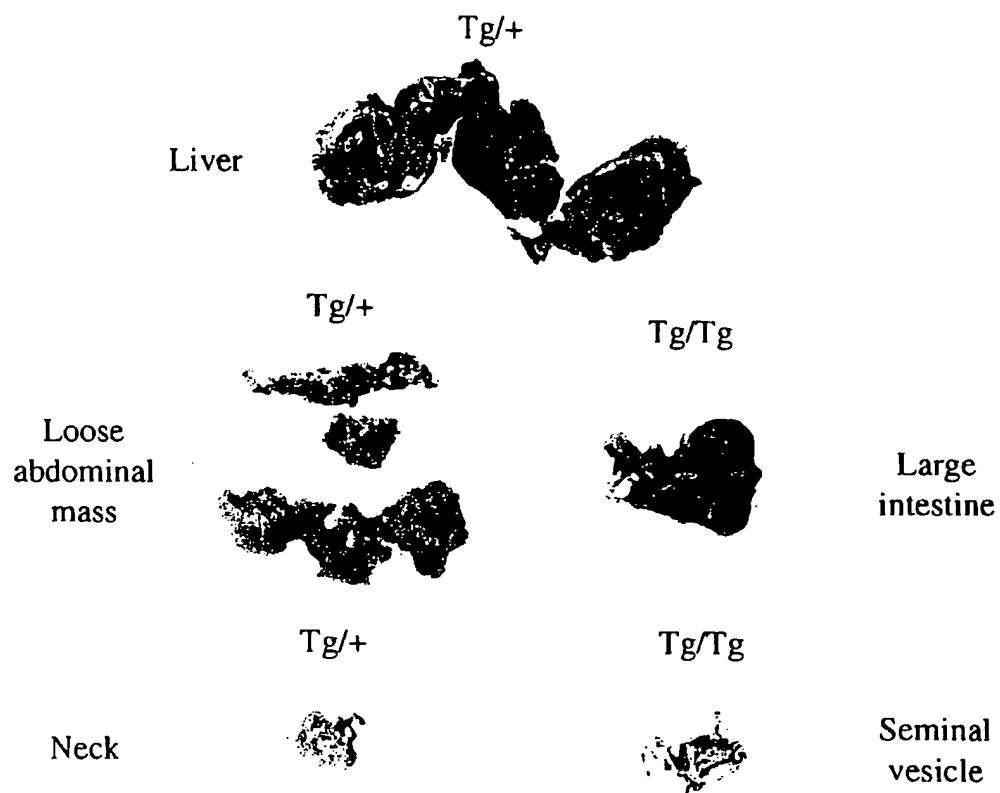 Tg/+
Liver
Tg/+
Tg/Tg
Loose
abdominal
mass
Large
intestine
Tg/+
Tg/Tg
Neck
Seminal
vesicle